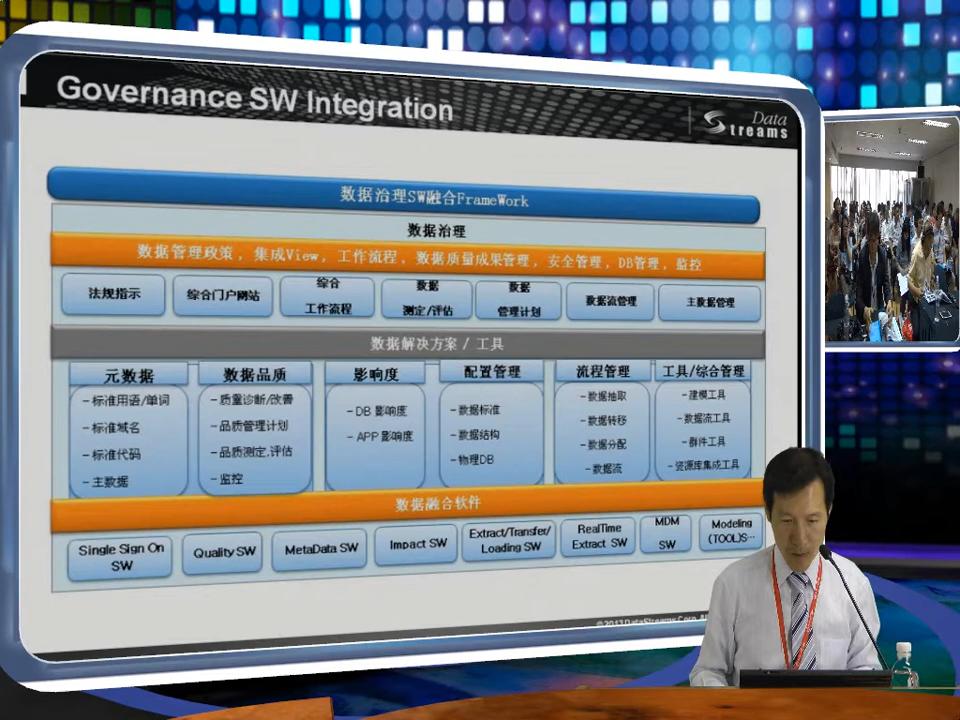 Governance SW Integration
Data
Streams
数据治理SW融合FrameWork
数据治理
数据管理政策，集成View，工作流程，数据质量成果管理，安全管理，DB管理，监控
法规指示
综合门户网站
综合
工作流程
数据
测定/评估
数据
管理计划
数据流管理
主数据管理
数据解决方案 / 工具
元数据
-标准用语/单词
-标准域名
-标准代码
-主数据
数据品质
-质量诊断/改善
-品质管理计划
-品质测定,评估
-监控
影响度
-DB 影响度
-APP 影响度
配置管理
-数据标准
-数据结构
-物理DB
流程管理
-数据抽取
-数据转移
-数据分配
-数据流
工具/综合管理
-建模工具
-数据流工具
-群件工具
-资源库集成工具
数据融合软件
Single Sign On
SW
Quality SW
MetaData SW
Impact SW
Extract/Transfer/
Loading SW
RealTime
Extract SW
MDM
SW
Modeling
(TOOL)S…
©2013 DataStreams Corp.